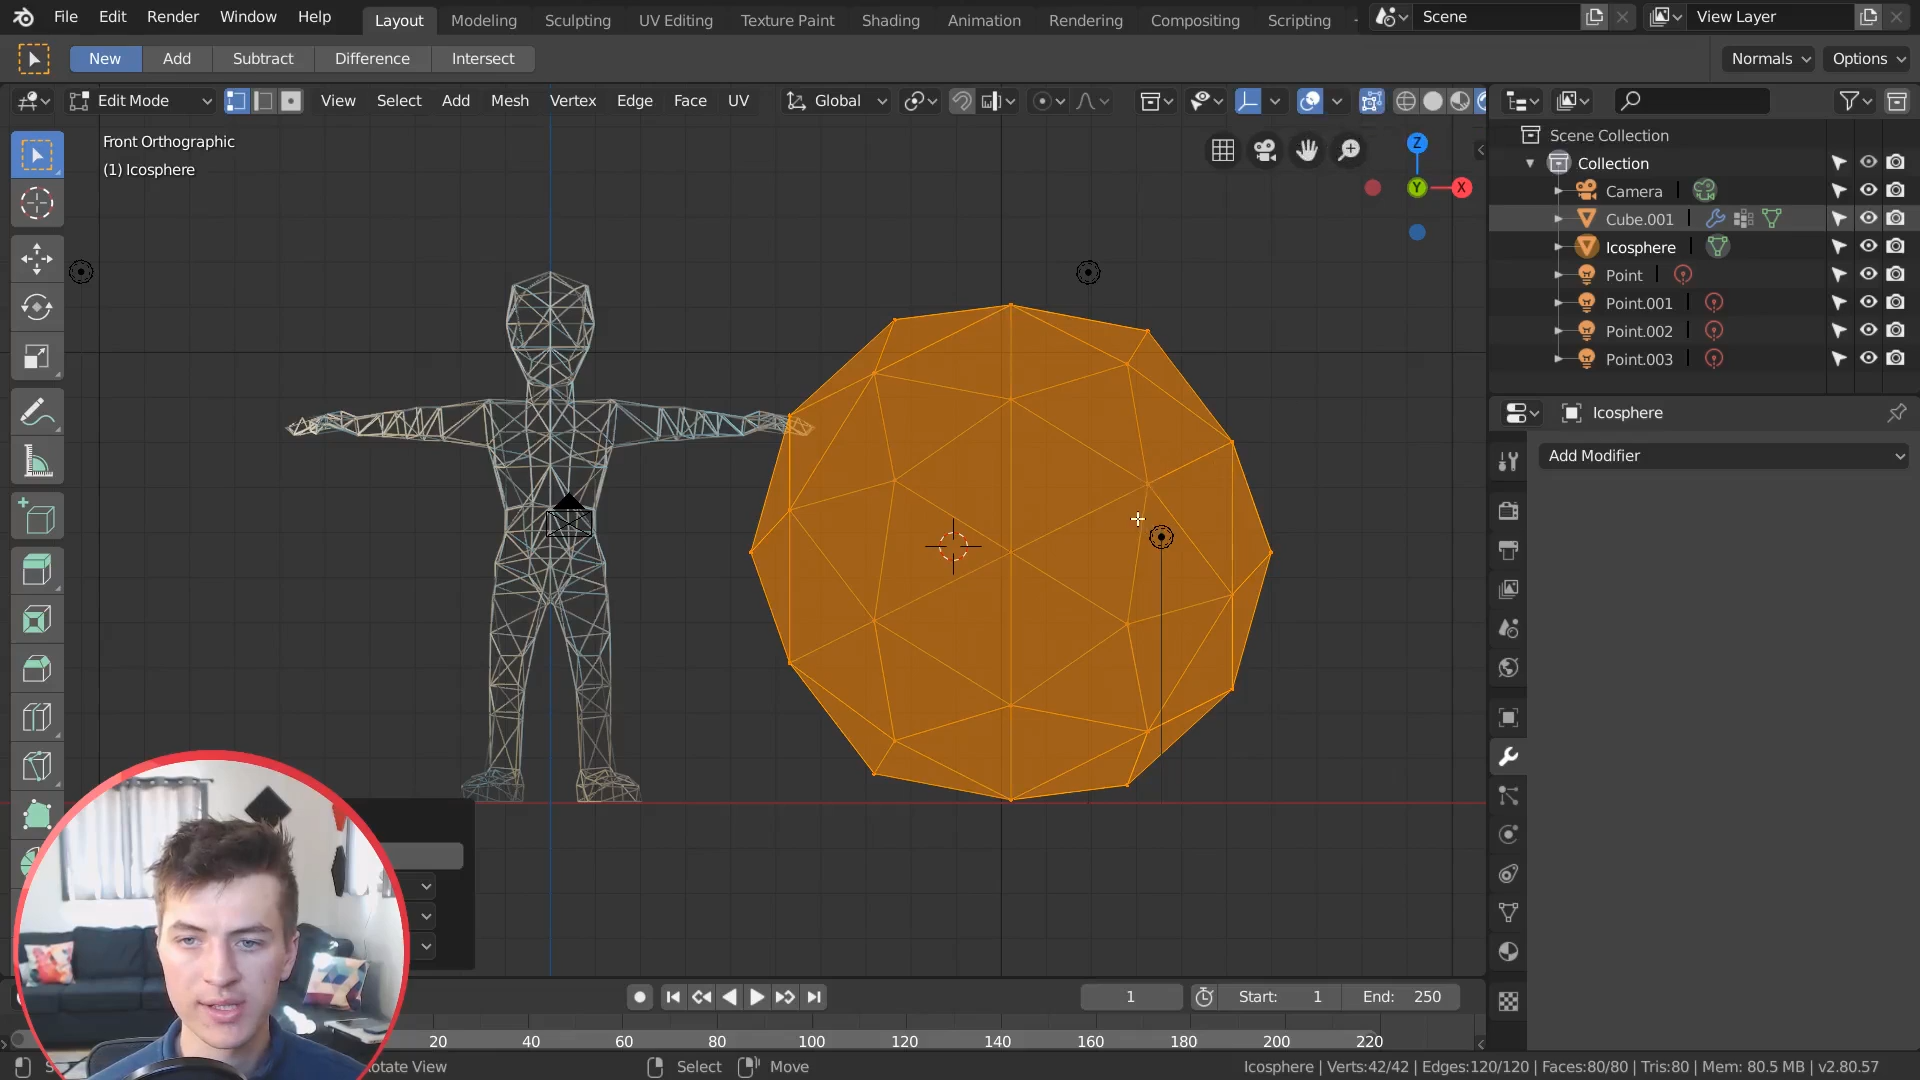 File Edit Render Window Help Layout Modeling Sculpting UV Editing Texture Paint Shading Animation Rendering Compositing Scripting Scene View Layer
New Add Subtract Difference Intersect Normals Options
Edit Mode View Select Add Mesh Vertex Edge Face UV Global
Front Orthographic
(1) Icosphere
Z
Y
X
Scene Collection
Collection
Camera
Cube.001
Icosphere
Point
Point.001
Point.002
Point.003
Icosphere
Add Modifier
1 Start: 1 End: 250
20 40 60 80 100 120 140 160 180 200 220
otate View Select Move Icosphere | Verts:42/42 | Edges:120/120 | Faces:80/80 | Tris:80 | Mem: 80.5 MB | v2.80.57